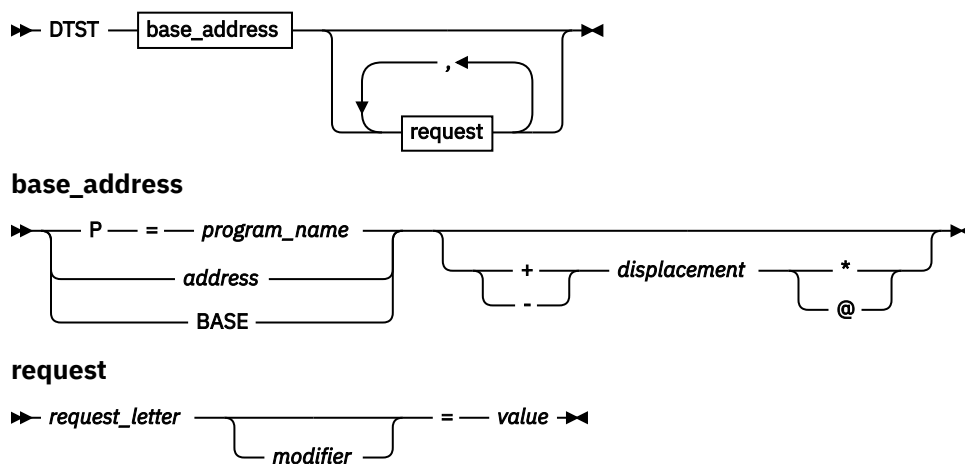 DTST base_address
,
request
base_address
P = program_name
+ displacement *
address
- @
BASE
request
request_letter = value
modifier